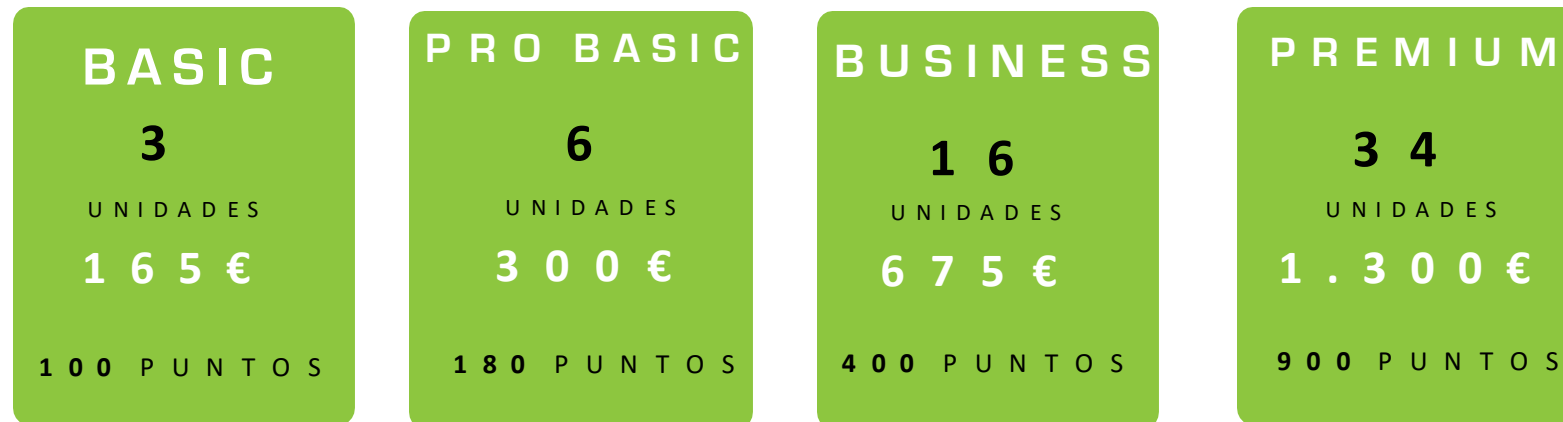 BASIC
3
UNIDADES
165€
100 PUNTOS
PRO BASIC
6
UNIDADES
300€
180 PUNTOS
BUSINESS
16
UNIDADES
675€
400 PUNTOS
PREMIUM
34
UNIDADES
1.300€
900 PUNTOS